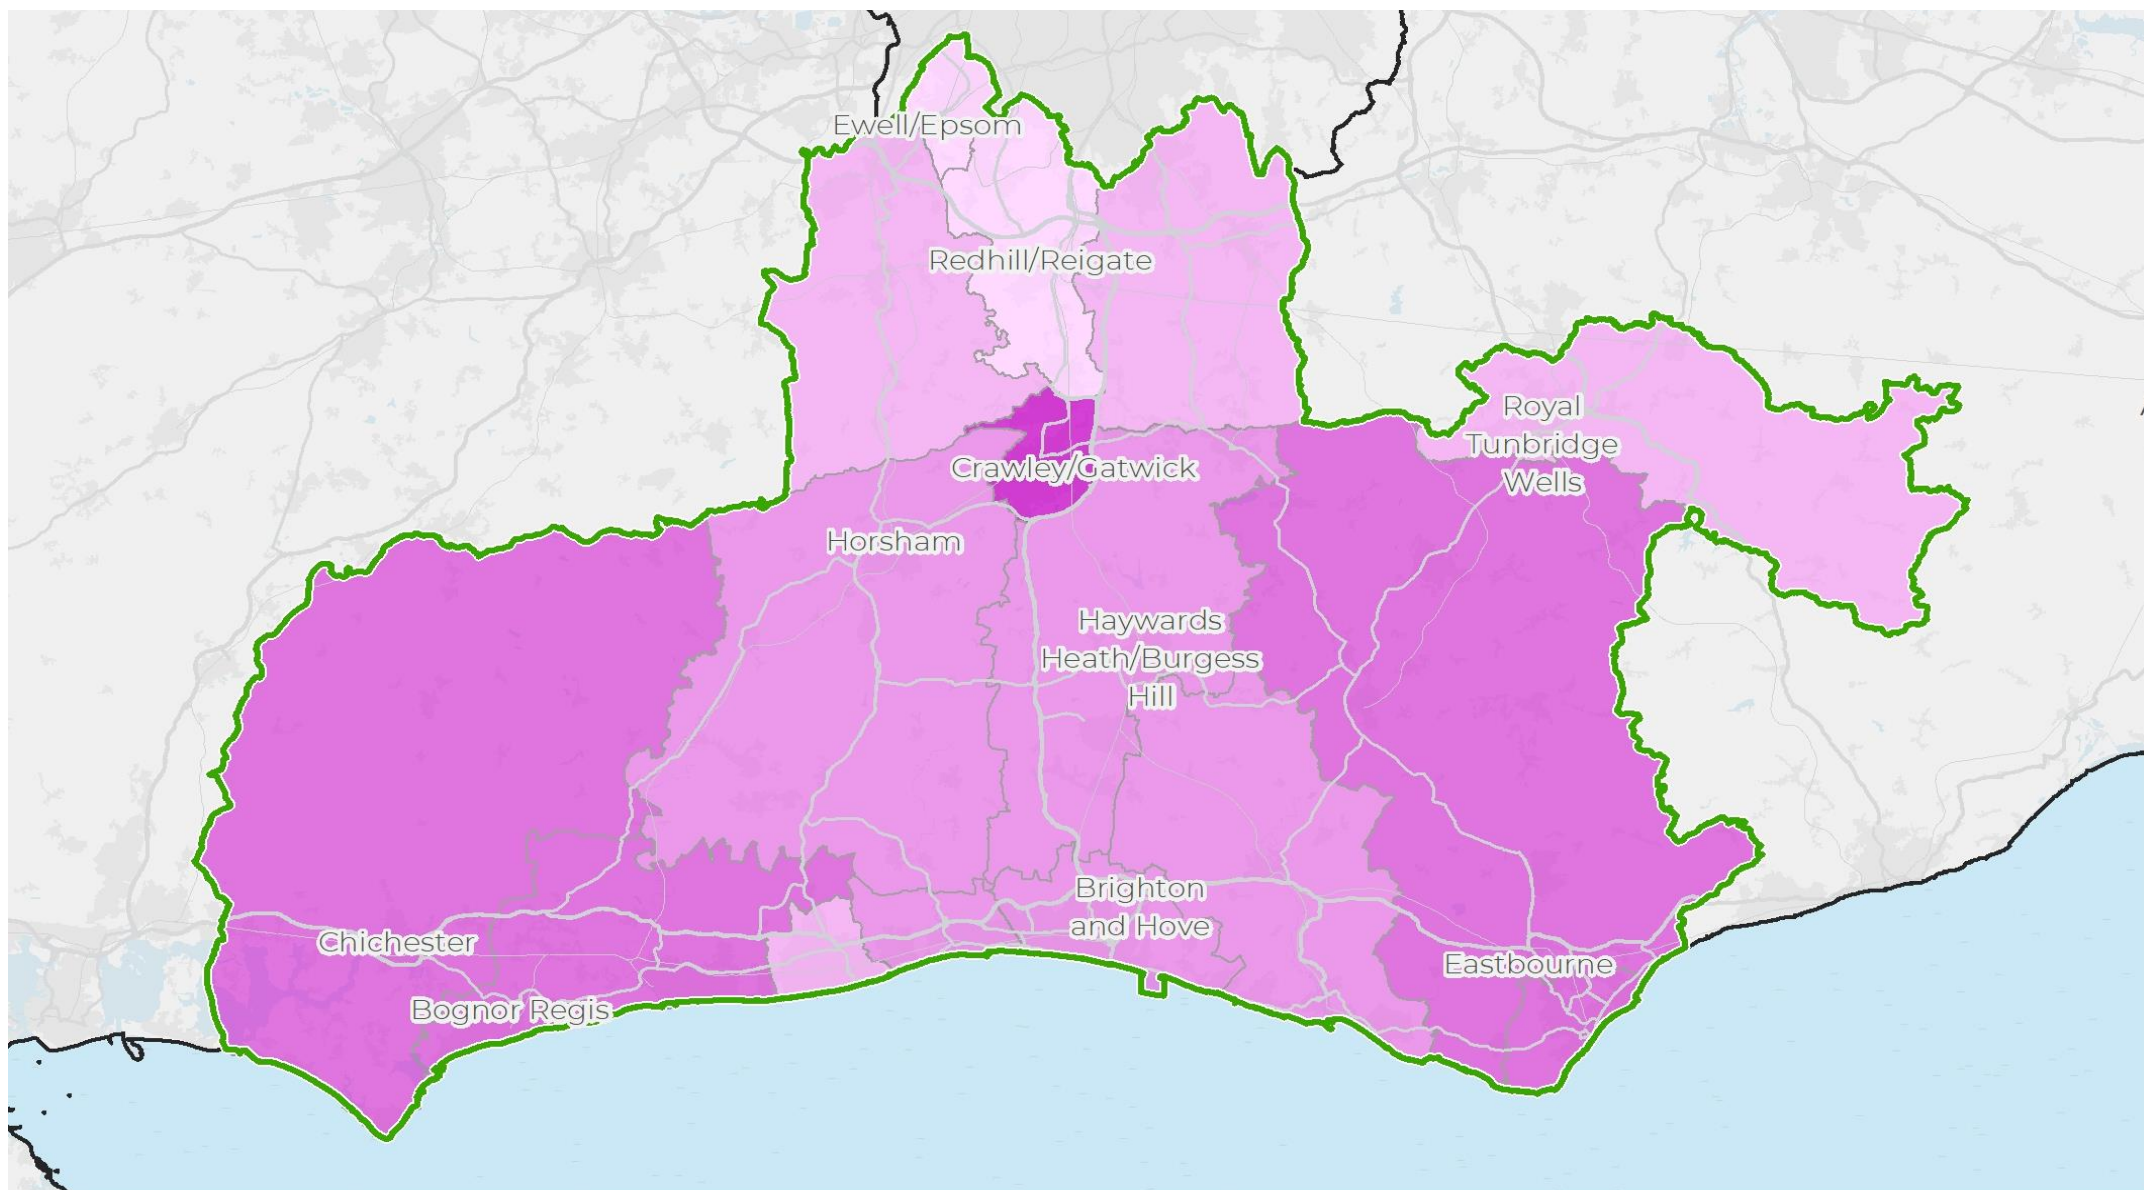 Ewell/Epsom
Redhill/Reigate
Royal
Tunbridge
Wells
Crawley/Gatwick
Horsham
Haywards
Heath/Burgess
Hill
Brighton
and Hove
Chichester
Eastbourne
Bognor Regis